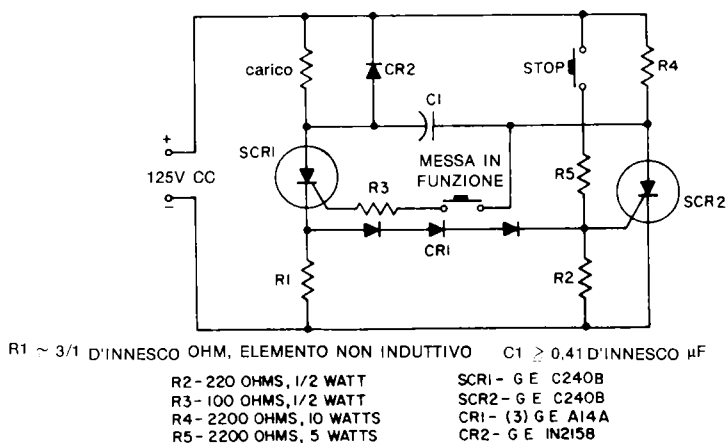 carico
CR2
STOP
R4
C1
+
125V CC
–
SCR1
MESSA IN
FUNZIONE
R3
R5
SCR2
CR1
R1
R2
R1 ~ 3/1 D'INNESCO OHM, ELEMENTO NON INDUTTIVO C1 ≥ 0,41 D'INNESCO µF
R2-220 OHMS, 1/2 WATT
R3-100 OHMS, 1/2 WATT
R4-2200 OHMS, 10 WATTS
R5-2200 OHMS, 5 WATTS
SCR1- G E C240B
SCR2- G E C240B
CR1- (3) G E A14A
CR2- G E IN2158